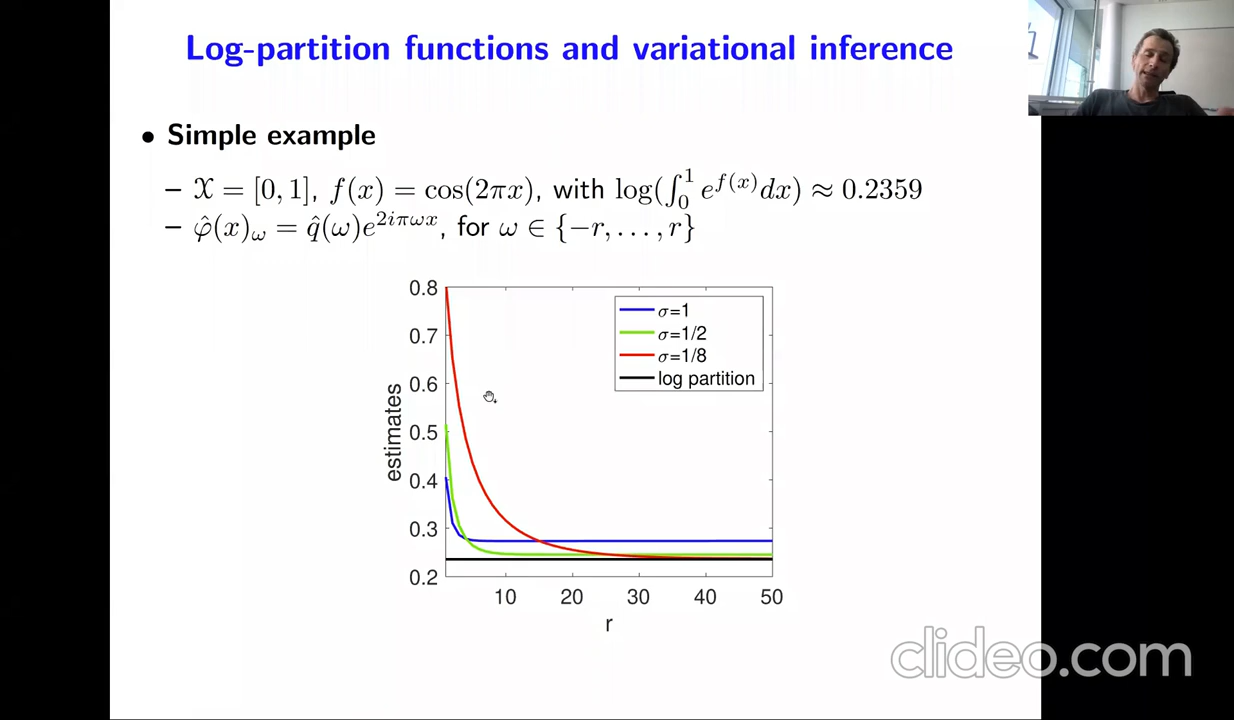 Log-partition functions and variational inference
• Simple example
– 𝒳 = [0, 1], f(x) = cos(2πx), with log(∫₀¹ e^{f(x)}dx) ≈ 0.2359
– φ̂(x)_ω = q̂(ω)e^{2iπωx}, for ω ∈ {−r, . . . , r}
0.8
0.7
0.6
0.5
0.4
0.3
0.2
estimates
σ=1
σ=1/2
σ=1/8
log partition
10 20 30 40 50
r
clideo.com